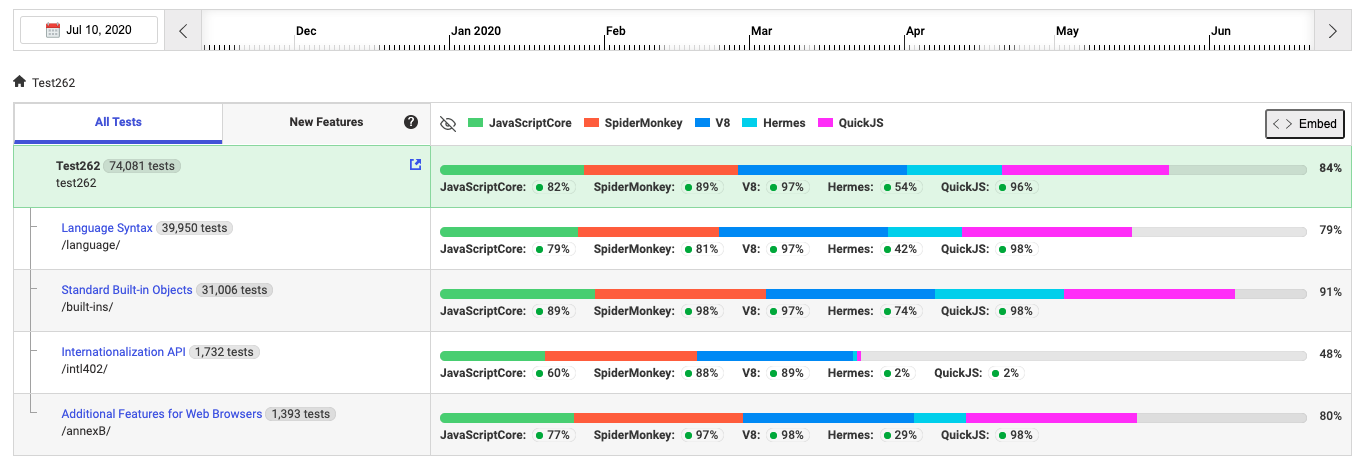 Jul 10, 2020
Dec Jan 2020 Feb Mar Apr May Jun
Test262
All Tests New Features ? JavaScriptCore SpiderMonkey V8 Hermes QuickJS < > Embed
Test262 74,081 tests 84%
test262 JavaScriptCore: 82% SpiderMonkey: 89% V8: 97% Hermes: 54% QuickJS: 96%
Language Syntax 39,950 tests 79%
/language/ JavaScriptCore: 79% SpiderMonkey: 81% V8: 97% Hermes: 42% QuickJS: 98%
Standard Built-in Objects 31,006 tests 91%
/built-ins/ JavaScriptCore: 89% SpiderMonkey: 98% V8: 97% Hermes: 74% QuickJS: 98%
Internationalization API 1,732 tests 48%
/intl402/ JavaScriptCore: 60% SpiderMonkey: 88% V8: 89% Hermes: 2% QuickJS: 2%
Additional Features for Web Browsers 1,393 tests 80%
/annexB/ JavaScriptCore: 77% SpiderMonkey: 97% V8: 98% Hermes: 29% QuickJS: 98%